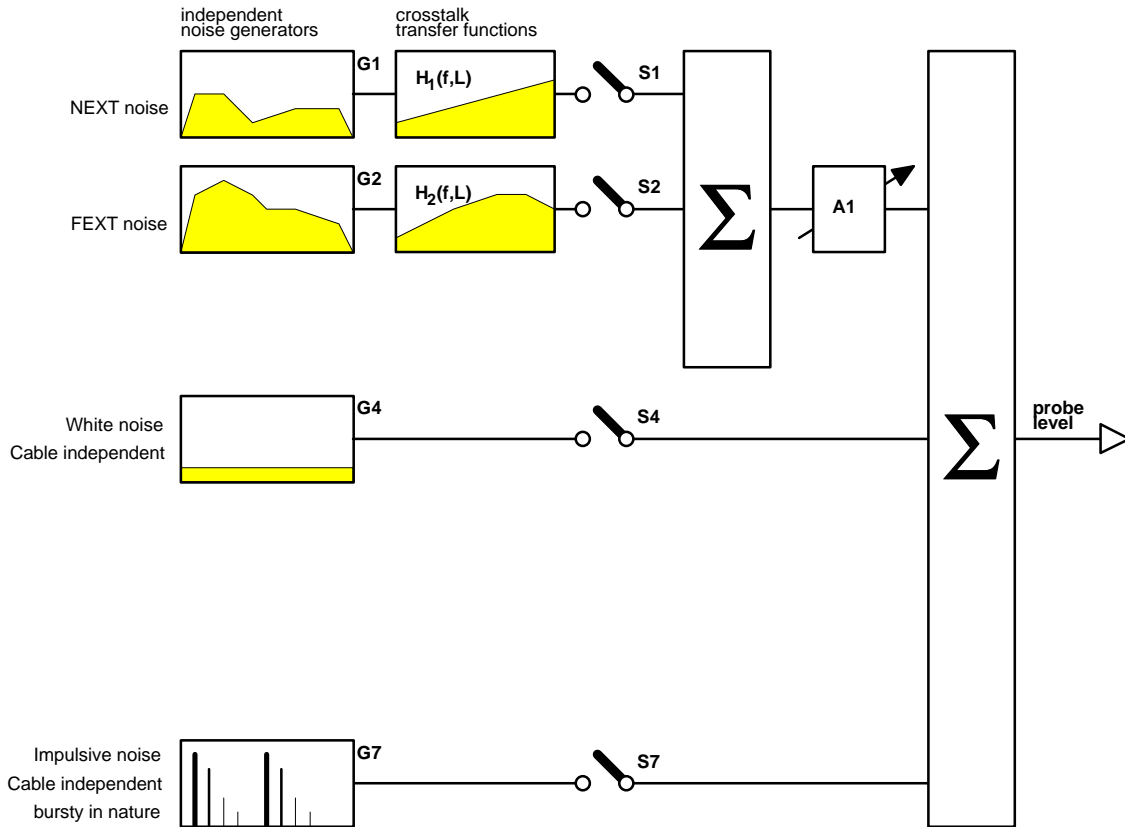 independent
noise generators
crosstalk
transfer functions
NEXT noise
G1
H1(f,L)
S1
FEXT noise
G2
H2(f,L)
S2
Σ
A1
White noise
Cable independent
G4
S4
Σ
probe
level
Impulsive noise
Cable independent
bursty in nature
G7
S7